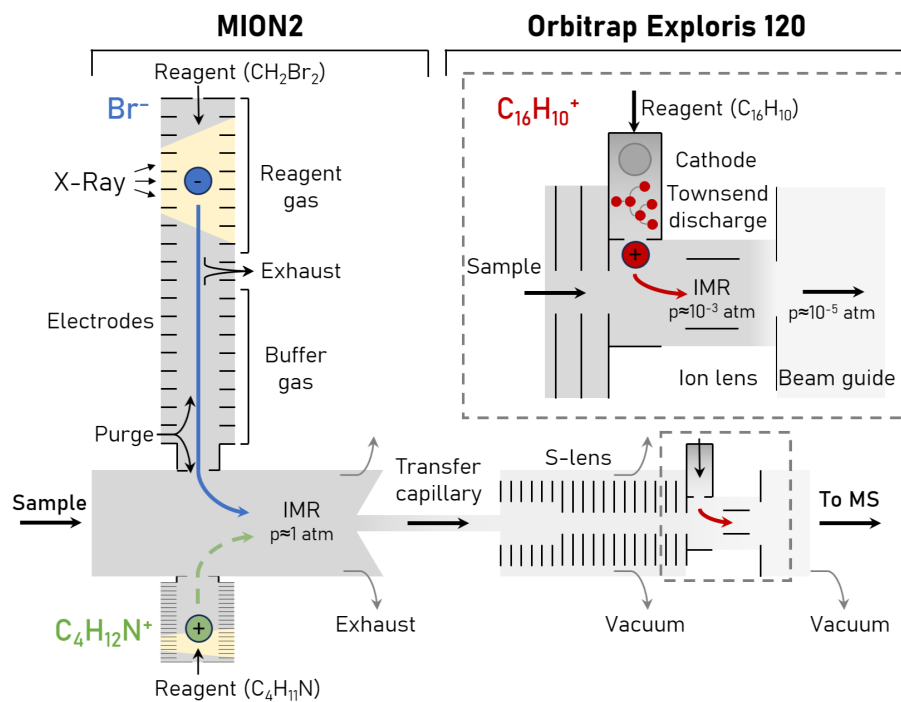 MION2
Orbitrap Exploris 120
Reagent (CH₂Br₂)
Br⁻
X-Ray
-
Reagent
gas
Exhaust
Electrodes
Buffer
gas
Purge
C₁₆H₁₀⁺
Reagent (C₁₆H₁₀)
Cathode
Townsend
discharge
+
Sample
IMR
p≈10⁻³ atm
p≈10⁻⁵ atm
Ion lens
Beam guide
Sample
IMR
p≈1 atm
Transfer
capillary
S-lens
To MS
+
C₄H₁₂N⁺
Exhaust
Vacuum
Vacuum
Reagent (C₄H₁₁N)